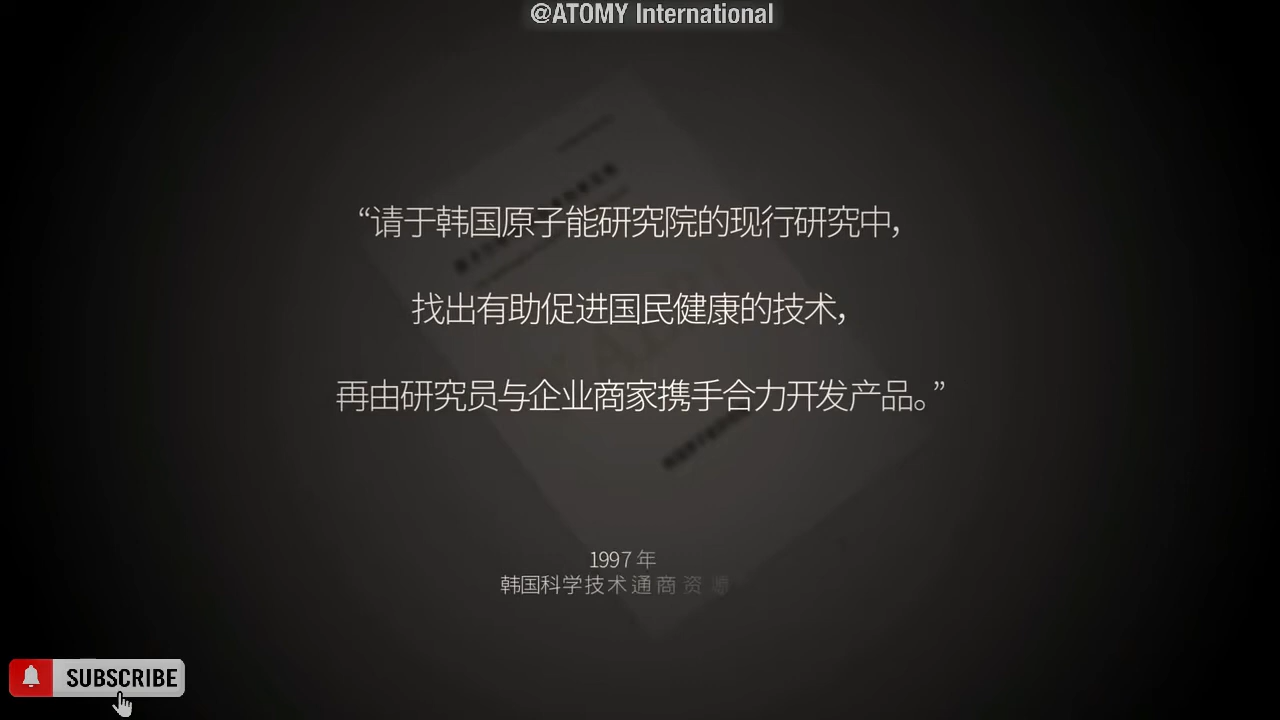 @ATOMY International
“请于韩国原子能研究院的现行研究中，
找出有助促进国民健康的技术，
再由研究员与企业商家携手合力开发产品。”
1997 年
韩国科学技术通商资
SUBSCRIBE